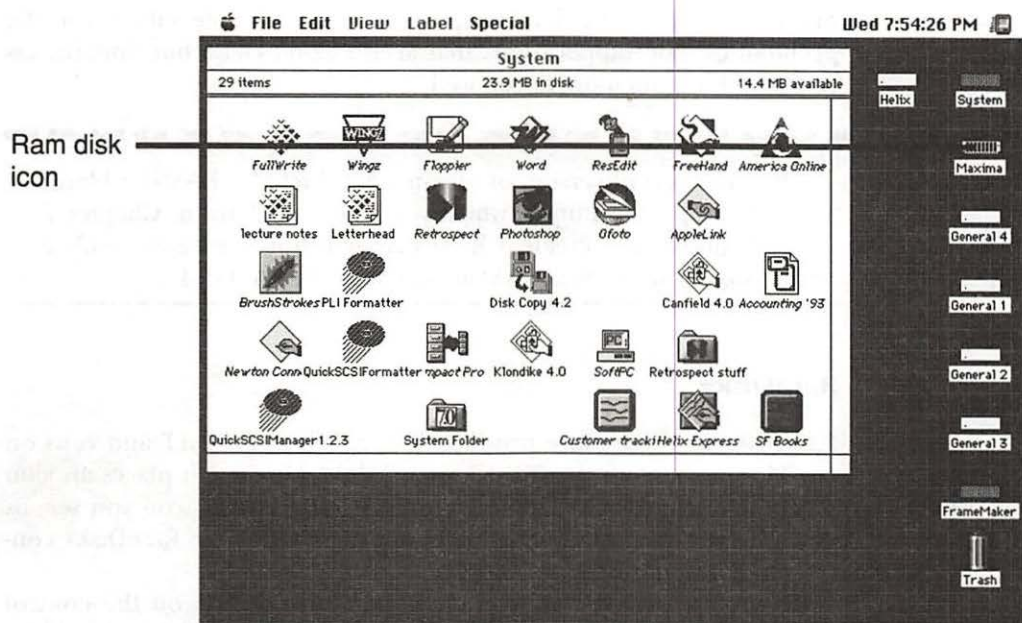 File Edit View Label Special Wed 7:54:26 PM
System
29 items 23.9 MB in disk 14.4 MB available
Helix System
Ram disk
icon
WINGZ
FullWrite Wingz Floppier Word ResEdit FreeHand America Online
Maxima
lecture notes Letterhead Retrospect Photoshop Ofoto AppleLink
General 4
BrushStrokes PLI Formatter Disk Copy 4.2 Canfield 4.0 Accounting '93
General 1
PC
Newton Conn QuickSCSIFormatter mpact Pro Klondike 4.0 SoftPC Retrospect stuff
General 2
7.0
QuickSCSIManager1.2.3 System Folder Customer tracki Helix Express SF Books
General 3
FrameMaker
Trash